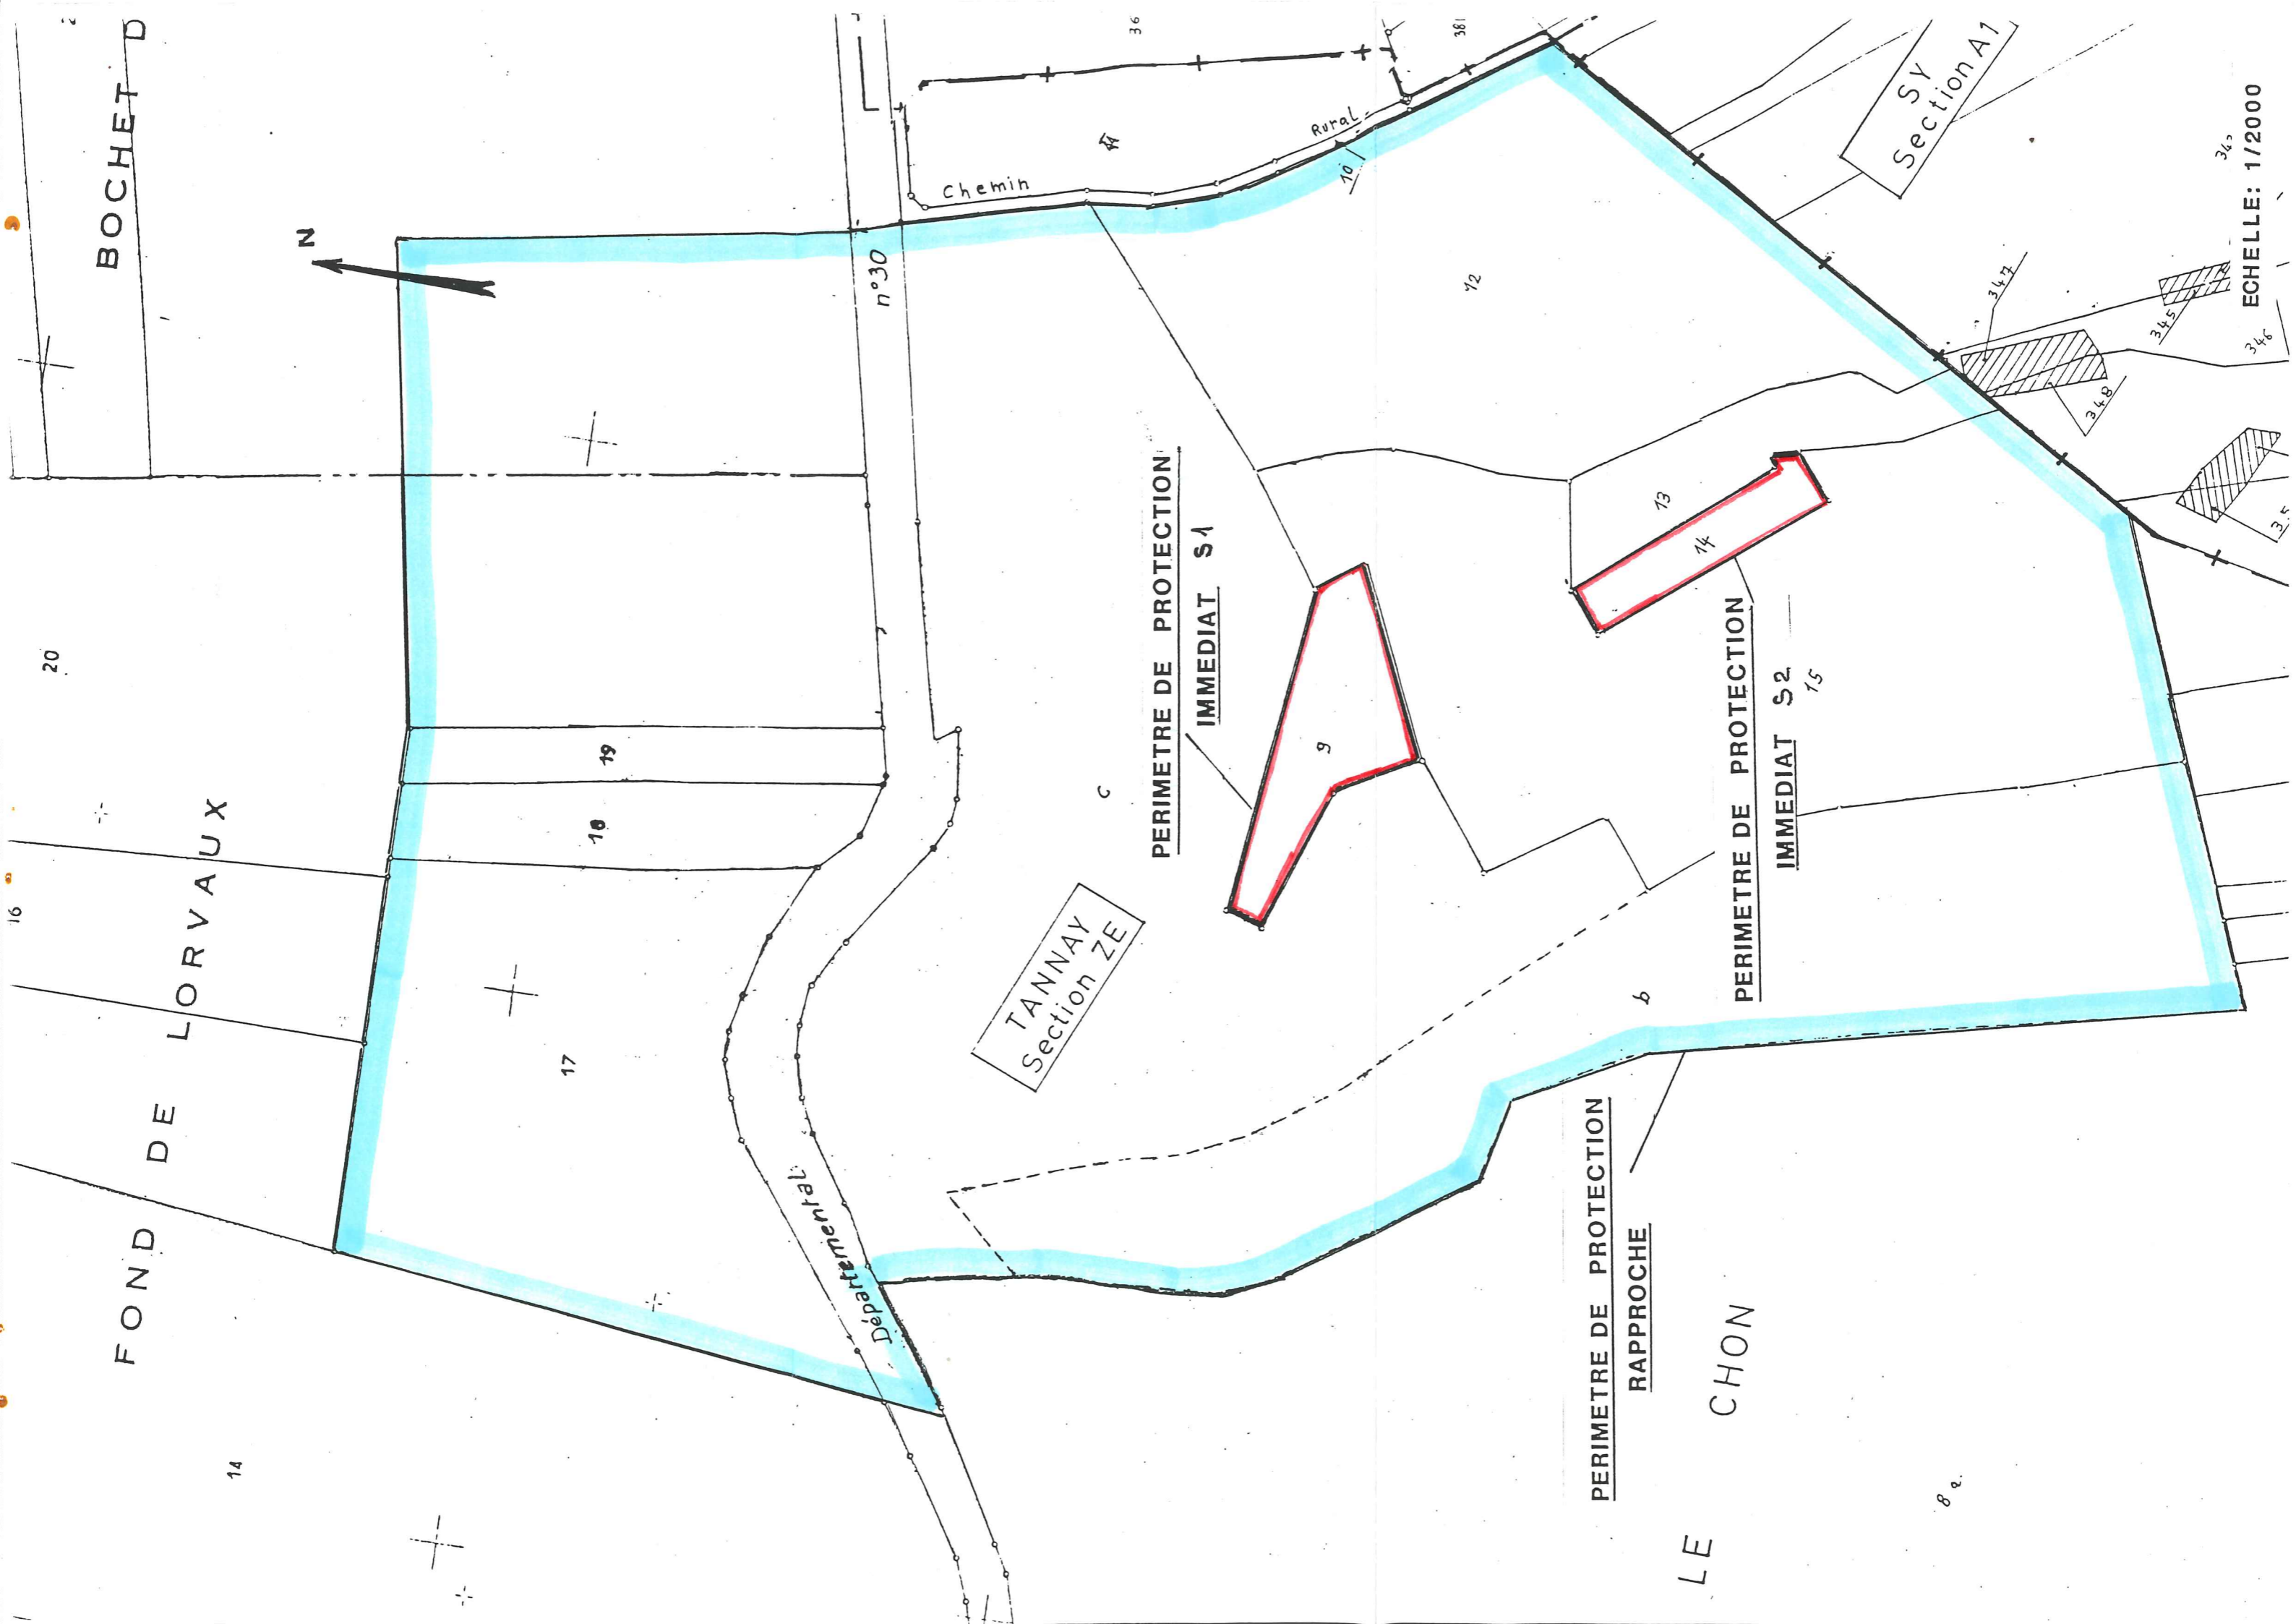 BOCHET D
FOND DE LORVAUX
20
16
14
17
18
19
N
n°30
Départemental
Chemin
Rural
36
381
10
12
13
14
15
9
c
b
8 a
TANNAY
Section ZE
SY
Section A1
PERIMETRE DE PROTECTION
IMMEDIAT S1
PERIMETRE DE PROTECTION
IMMEDIAT S2
PERIMETRE DE PROTECTION
RAPPROCHE
LE CHON
347
348
345
346
ECHELLE: 1/2000